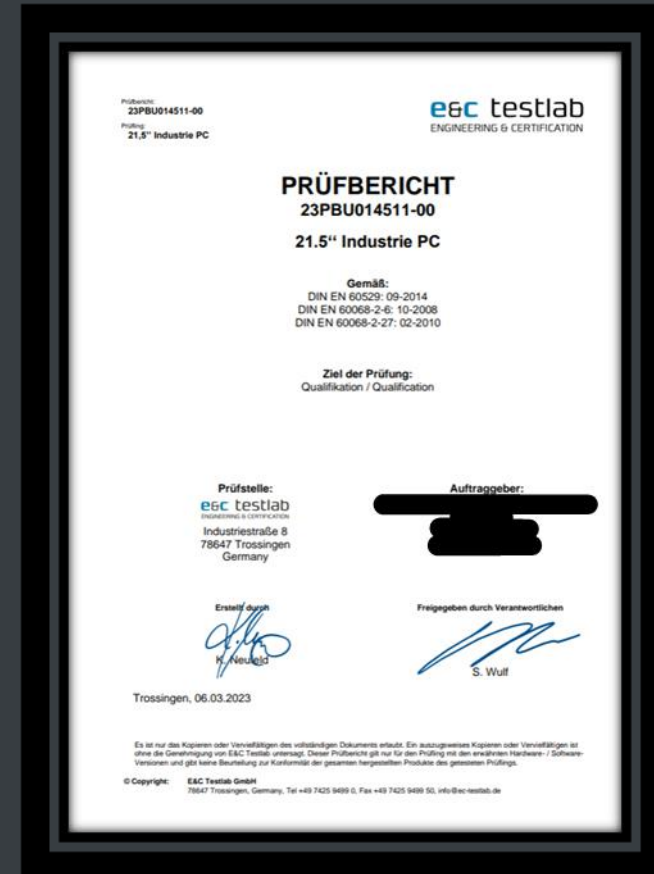 Prüfbericht:
23PBU014511-00
Prüfling:
21,5" Industrie PC
e&c testlab
ENGINEERING & CERTIFICATION
PRÜFBERICHT
23PBU014511-00
21.5“ Industrie PC
Gemäß:
DIN EN 60529: 09-2014
DIN EN 60068-2-6: 10-2008
DIN EN 60068-2-27: 02-2010
Ziel der Prüfung:
Qualifikation / Qualification
Prüfstelle:
e&c testlab
ENGINEERING & CERTIFICATION
Industriestraße 8
78647 Trossingen
Germany
Auftraggeber:
Erstellt durch
K. Neufeld
Freigegeben durch Verantwortlichen
S. Wulf
Trossingen, 06.03.2023
Es ist nur das Kopieren oder Vervielfältigen des vollständigen Dokuments erlaubt. Ein auszugsweises Kopieren oder Vervielfältigen ist
ohne die Genehmigung von E&C Testlab untersagt. Dieser Prüfbericht gilt nur für den Prüfling mit den erwähnten Hardware- / Software-
Versionen und gibt keine Beurteilung zur Konformität der gesamten hergestellten Produkte des getesteten Prüflings.
© Copyright: E&C Testlab GmbH
78647 Trossingen, Germany, Tel +49 7425 9499 0, Fax +49 7425 9499 50, info@ec-testlab.de